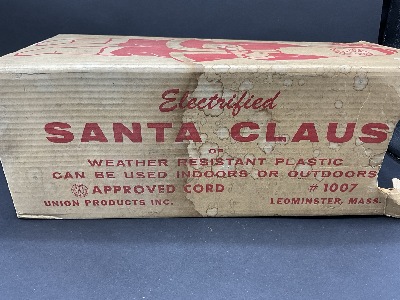 Electrified
SANTA CLAUS
OF
WEATHER RESISTANT PLASTIC
CAN BE USED INDOORS OR OUTDOORS
APPROVED CORD #1007
UNION PRODUCTS INC. LEOMINSTER, MASS.